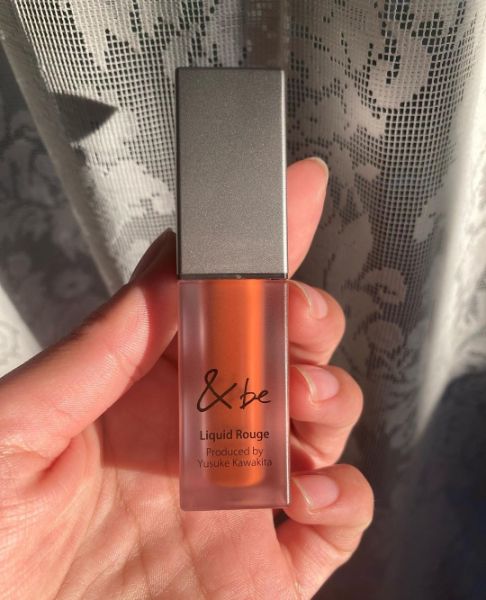 &be
Liquid Rouge
Produced by
Yusuke Kawakita